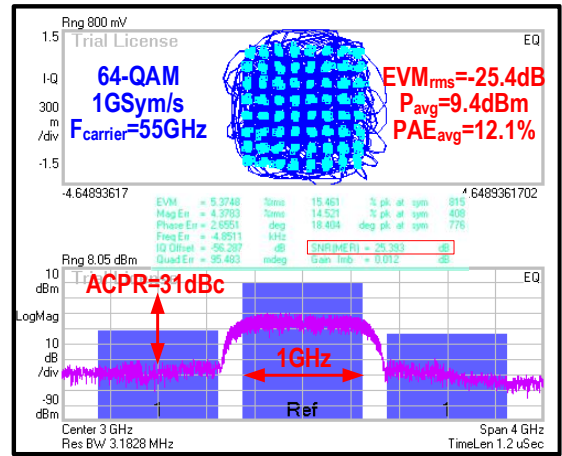 Rng 800 mV
1.5
Trial License
EQ
I-Q
300
m
/div
-1.5
64-QAM
1GSym/s
Fcarrier=55GHz
EVMrms=-25.4dB
Pavg=9.4dBm
PAEavg=12.1%
-4.64893617
4.6489361702
EVM = 5.3748 %rms 15.461 % pk at sym 815
Mag Err = 4.3783 %rms 14.521 % pk at sym 408
Phase Err = 2.6551 deg 18.404 deg pk at sym 776
Freq Err = -4.8511 kHz
IQ Offset = -56.287 dB SNR(MER) = 25.393 dB
Quad Err = 95.483 mdeg Gain Imb = 0.012 dB
Rng 8.05 dBm
10
dBm
EQ
ACPR=31dBc
LogMag
10
dB
/div
1GHz
-90
dBm
1
Ref
1
Center 3 GHz
Span 4 GHz
Res BW 3.1828 MHz
TimeLen 1.2 uSec